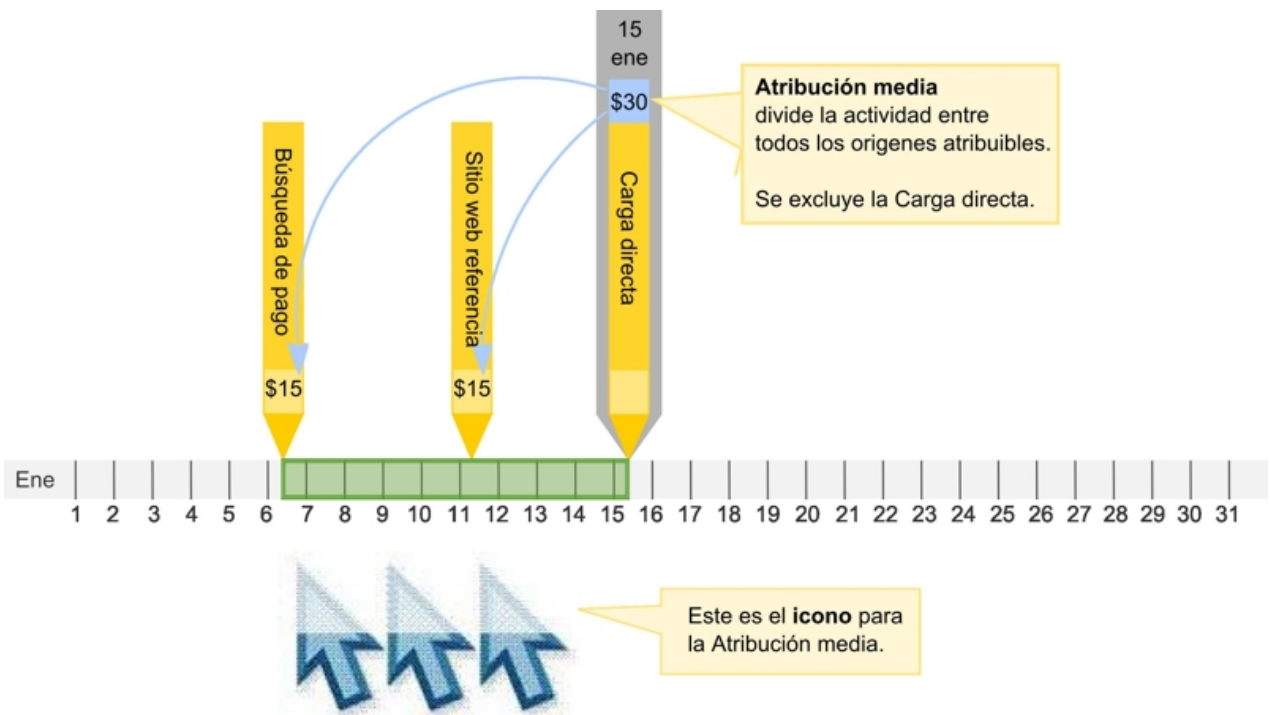 15
ene
$30
Atribución media
divide la actividad entre
todos los origenes atribuibles.
Se excluye la Carga directa.
Búsqueda de pago
Sitio web referencia
Carga directa
$15
$15
Ene
1 2 3 4 5 6 7 8 9 10 11 12 13 14 15 16 17 18 19 20 21 22 23 24 25 26 27 28 29 30 31
Este es el icono para
la Atribución media.